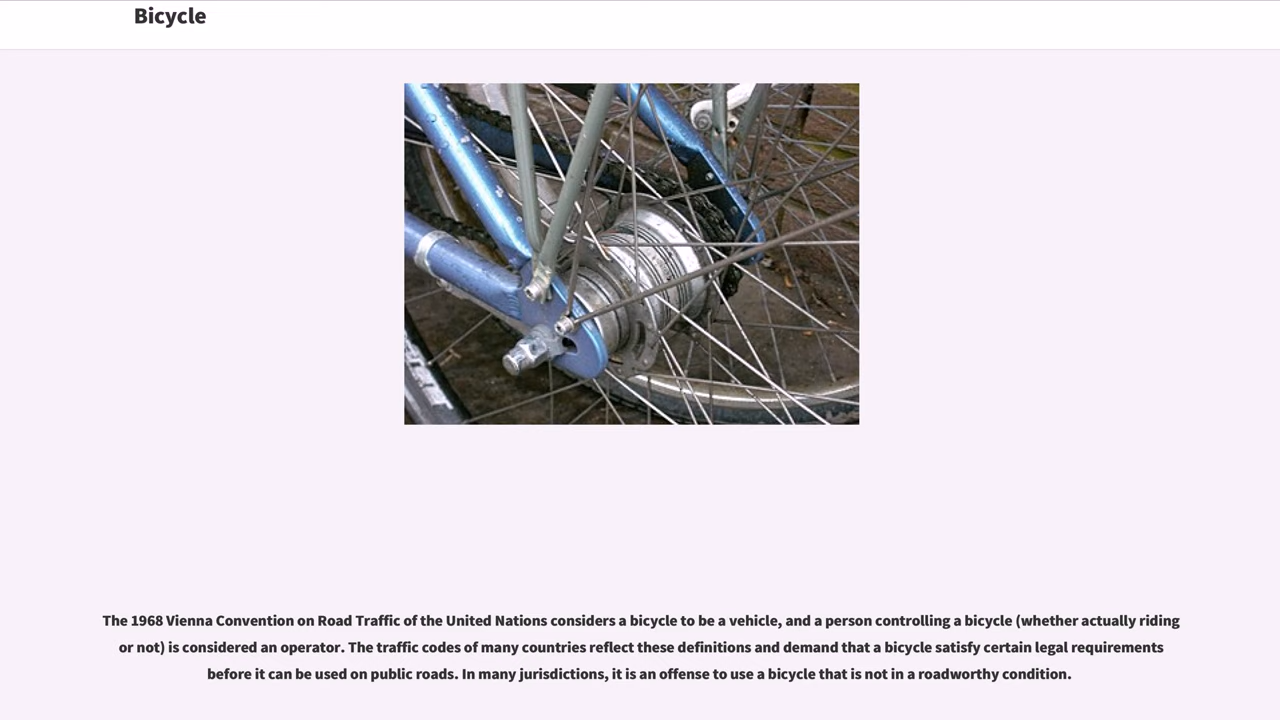 Bicycle
The 1968 Vienna Convention on Road Traffic of the United Nations considers a bicycle to be a vehicle, and a person controlling a bicycle (whether actually riding
or not) is considered an operator. The traffic codes of many countries reflect these definitions and demand that a bicycle satisfy certain legal requirements
before it can be used on public roads. In many jurisdictions, it is an offense to use a bicycle that is not in a roadworthy condition.